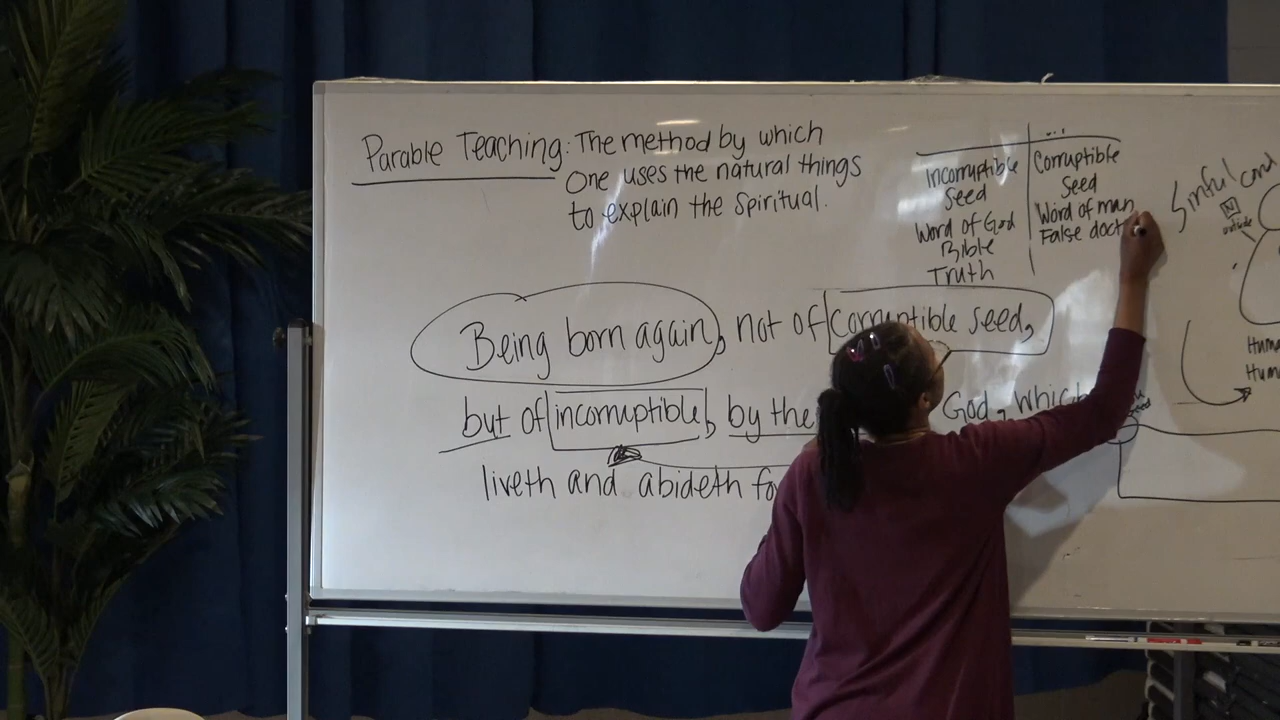 Parable Teaching: The method by which
one uses the natural things
to explain the spiritual.
Incorruptible
Seed
Word of God
Bible
Truth
Corruptible
Seed
Word of man
False doct
Sinful
outside
Being born again, not of corruptible seed,
but of incorruptible, by the God, which
liveth and abideth